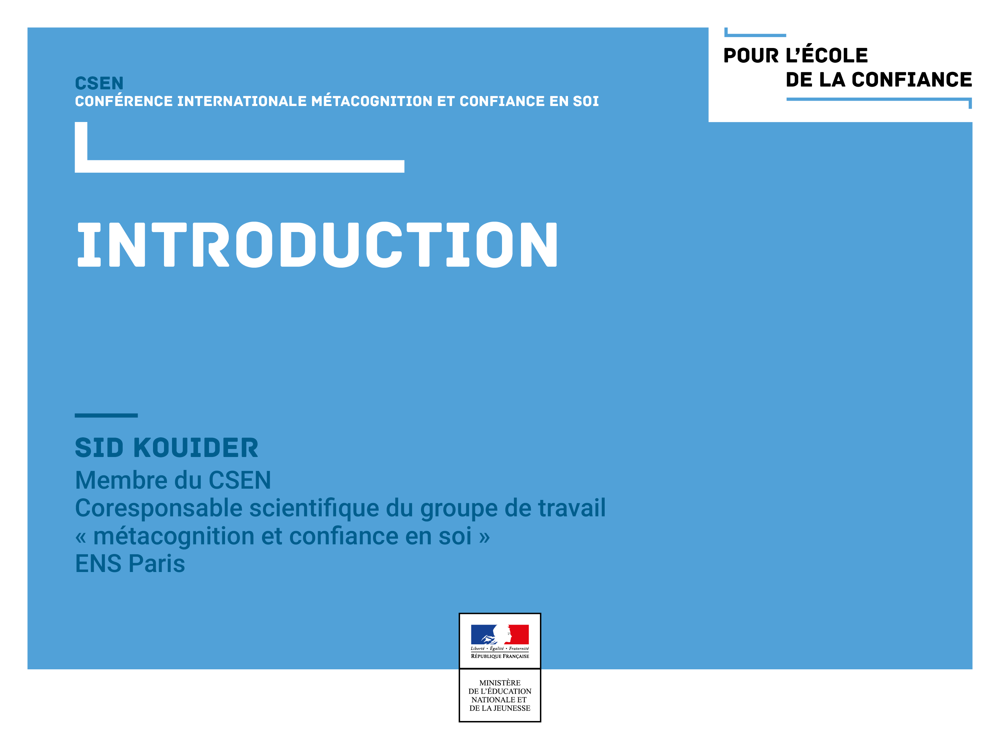 POUR L'ÉCOLE
DE LA CONFIANCE
CSEN
CONFÉRENCE INTERNATIONALE MÉTACOGNITION ET CONFIANCE EN SOI
INTRODUCTION
SID KOUIDER
Membre du CSEN
Coresponsable scientifique du groupe de travail
« métacognition et confiance en soi »
ENS Paris
Liberté • Égalité • Fraternité
RÉPUBLIQUE FRANÇAISE
MINISTÈRE
DE L'ÉDUCATION
NATIONALE ET
DE LA JEUNESSE